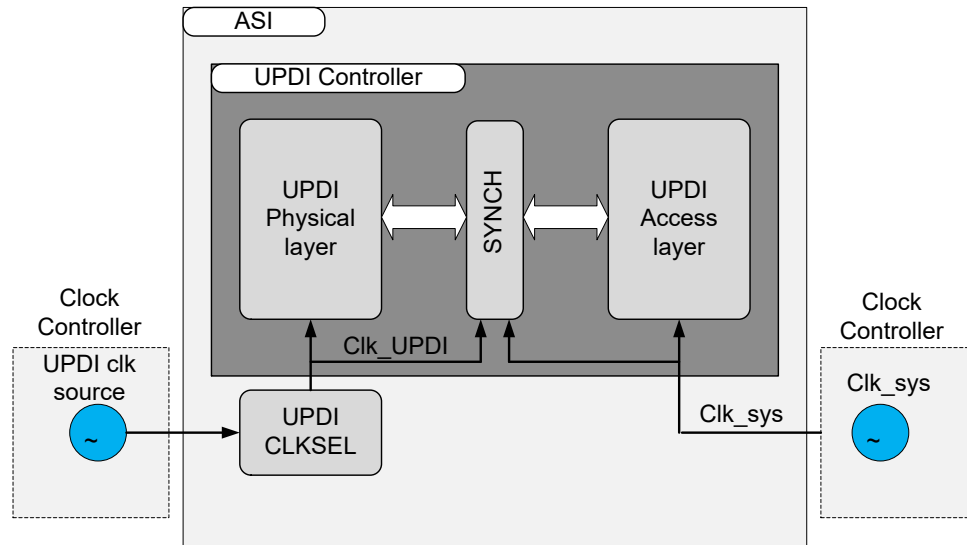 ASI
UPDI Controller
UPDI
Physical
layer
SYNCH
UPDI
Access
layer
Clock
Controller
UPDI clk
source
~
Clk_UPDI
UPDI
CLKSEL
Clk_sys
Clock
Controller
Clk_sys
~